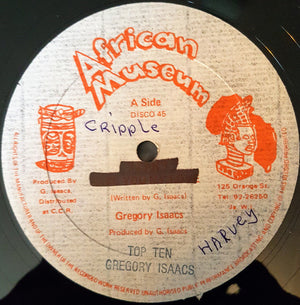 African
Museum
A Side
DISCO 45
Cripple
Produced By
G. Isaacs,
Distributed
at C.C.P.
125 Orange St.
Tel: 92-26250
Ja. W.I.
(Written by G. Isaacs)
Gregory Isaacs
Produced by G. Isaacs
HARVEY
TOP TEN
GREGORY ISAACS